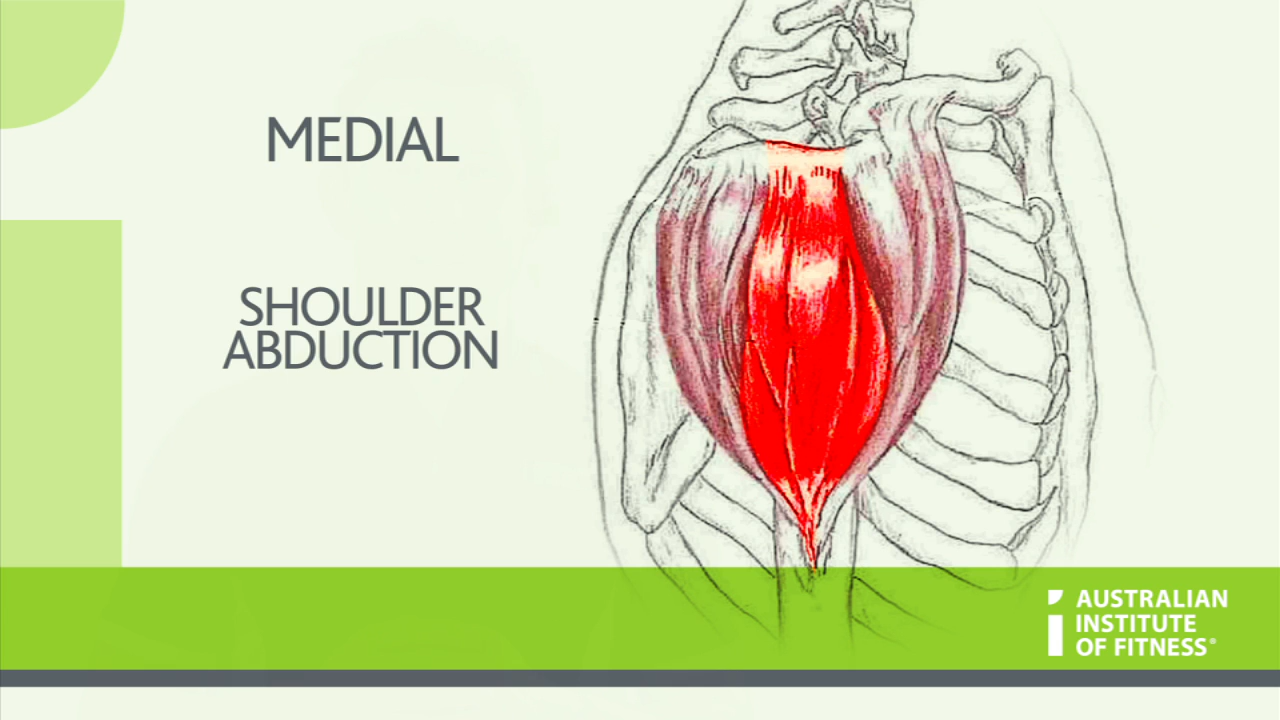 MEDIAL
SHOULDER
ABDUCTION
AUSTRALIAN
INSTITUTE
OF FITNESS®